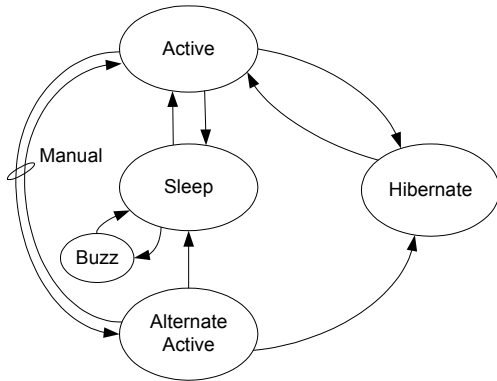 Active
Manual
Sleep
Hibernate
Buzz
Alternate
Active